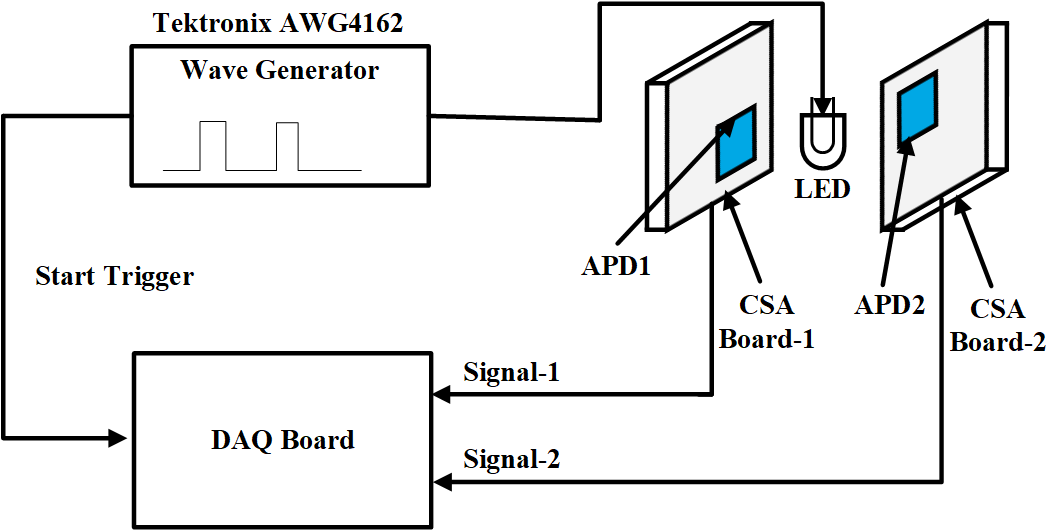 Tektronix AWG4162
Wave Generator
LED
APD1
APD2
Start Trigger
CSA
Board-1
CSA
Board-2
Signal-1
DAQ Board
Signal-2